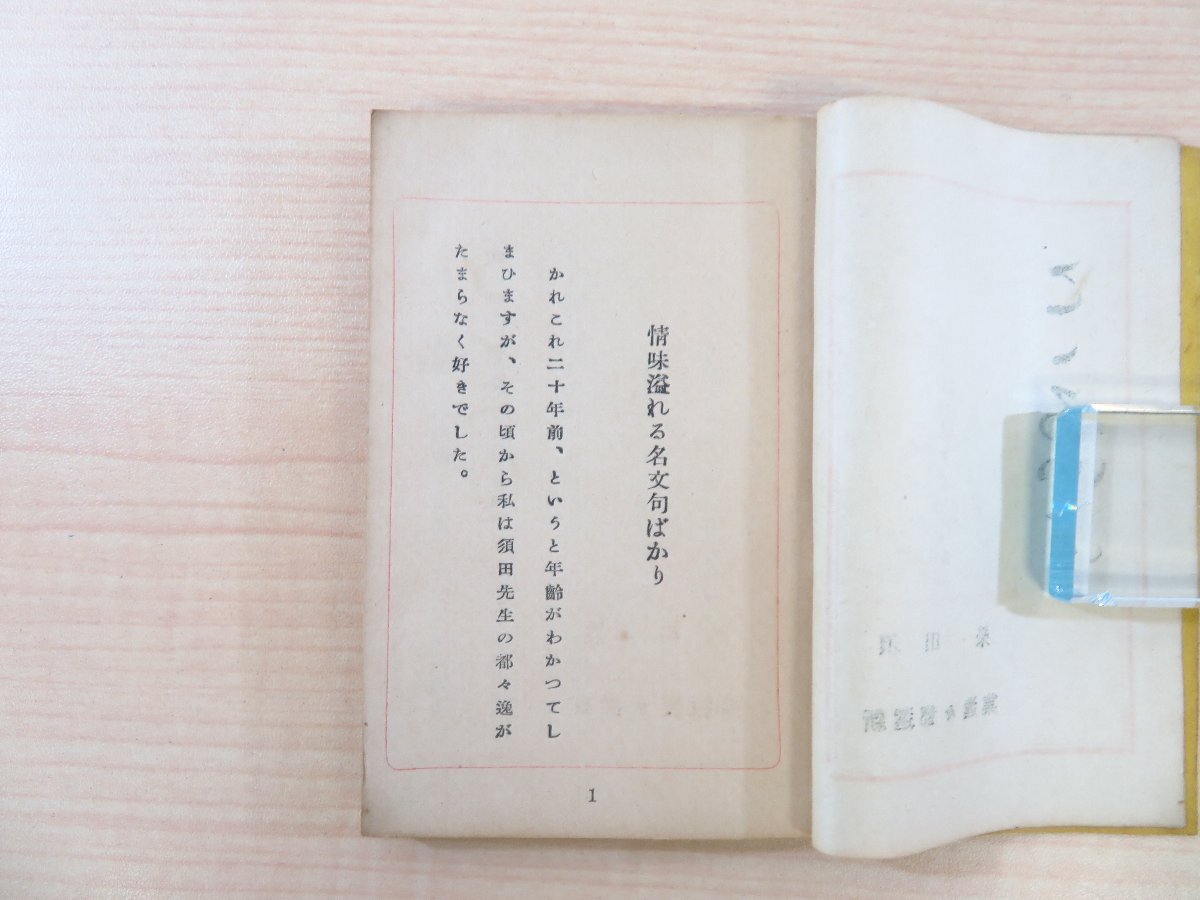 情味溢れる名文句ばかり
かれこれ二十年前、というと年齢がわかつてし
まひますが、その頃から私は須田先生の都々逸が
たまらなく好きでした。
1